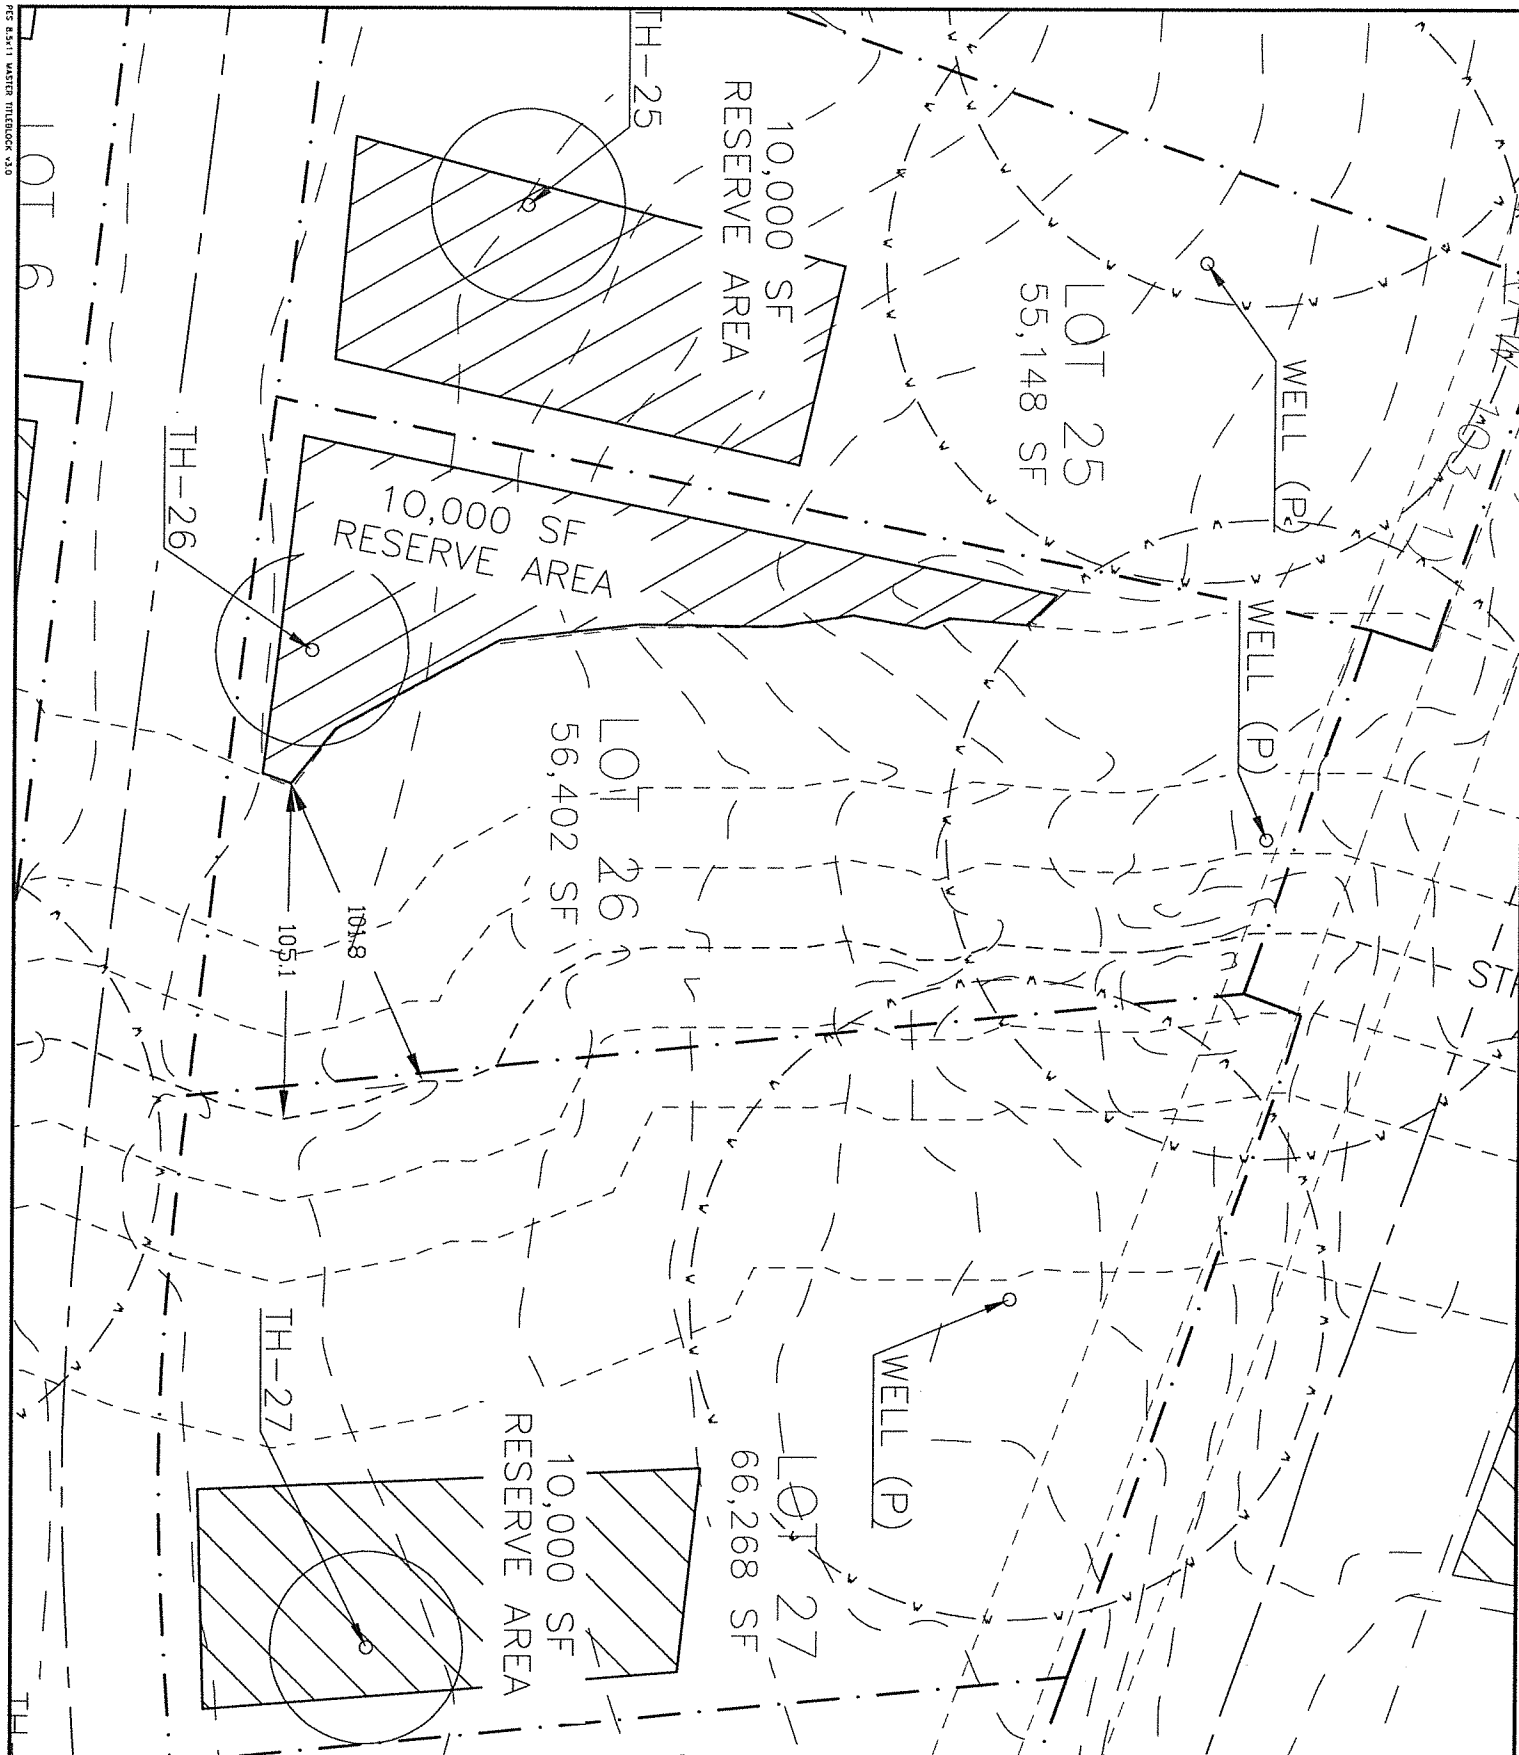 PES 8.5x11 MASTER TITLEBLOCK v3.0
LOT 6
TH-25
10,000 SF
RESERVE AREA
LOT 25
55,148 SF
WELL (P)
103
TH-26
10,000 SF
RESERVE AREA
WELL (P)
LOT 26
56,402 SF
101.8
105.1
TH-27
10,000 SF
RESERVE AREA
WELL (P)
LOT 27
66,268 SF
TH